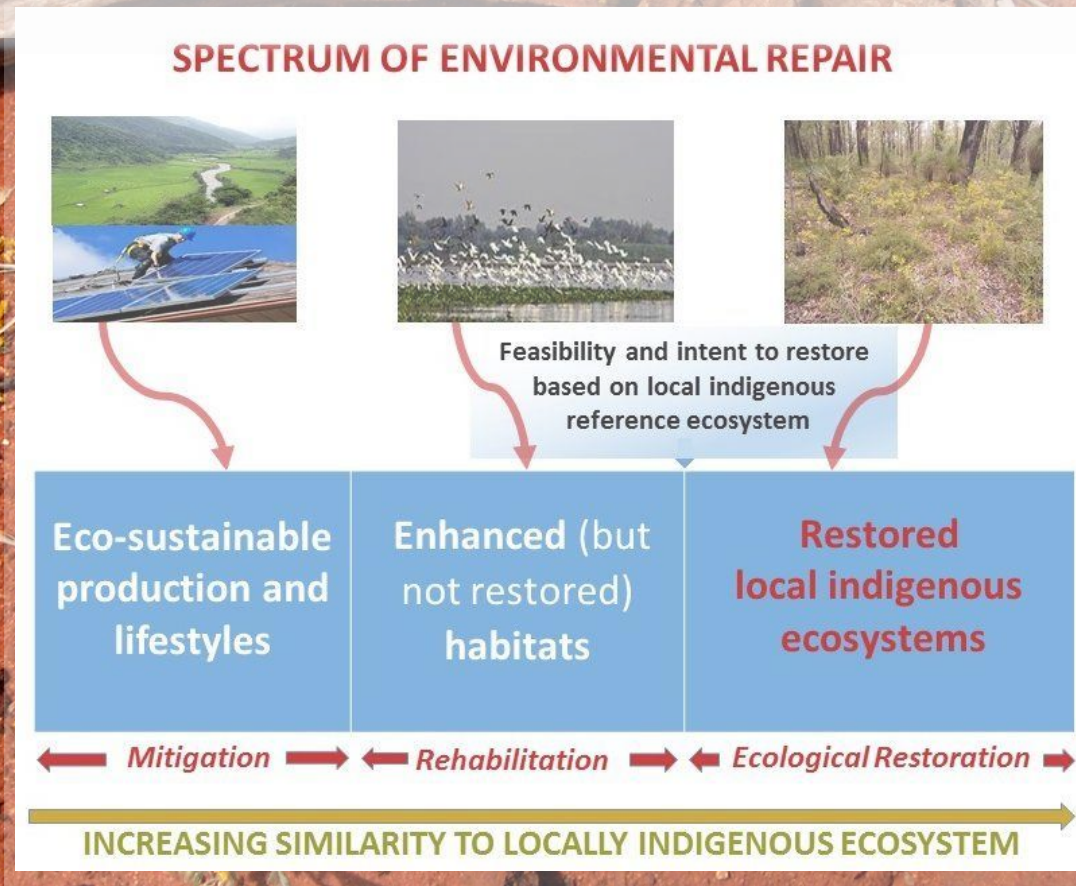 SPECTRUM OF ENVIRONMENTAL REPAIR
Feasibility and intent to restore
based on local indigenous
reference ecosystem
Eco-sustainable
production and
lifestyles
Enhanced (but
not restored)
habitats
Restored
local indigenous
ecosystems
Mitigation
Rehabilitation
Ecological Restoration
INCREASING SIMILARITY TO LOCALLY INDIGENOUS ECOSYSTEM